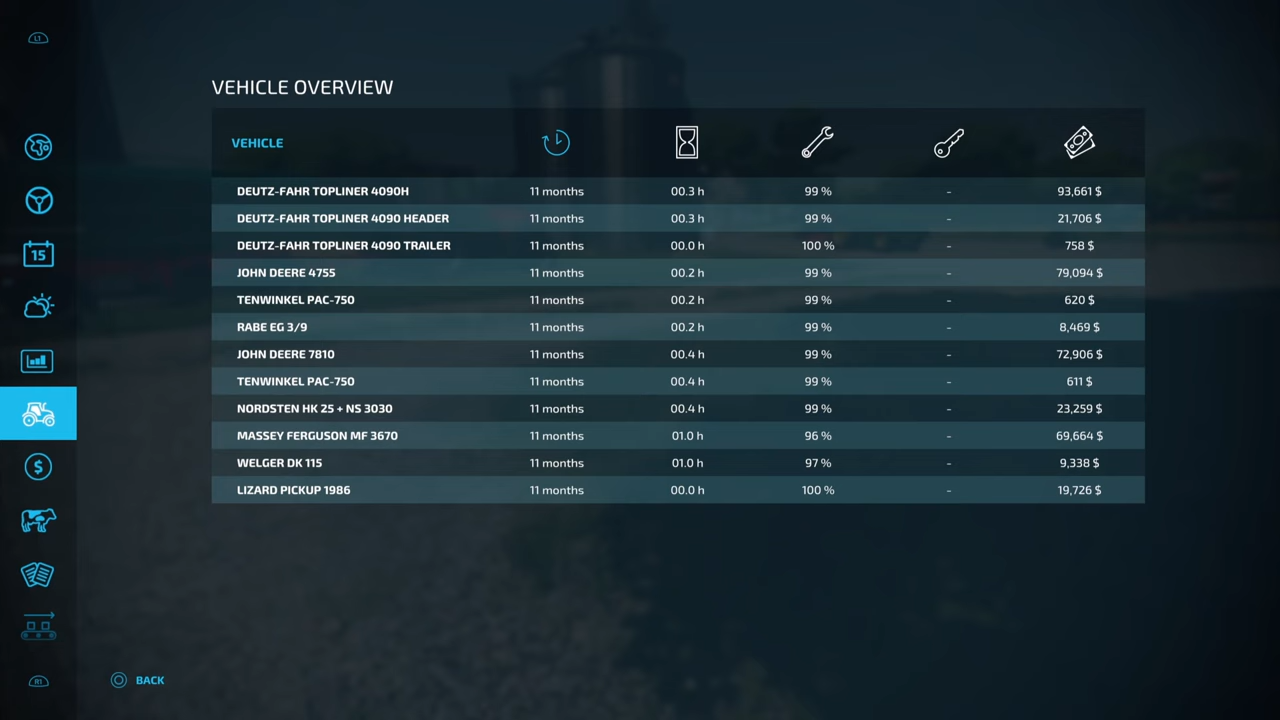 L1
VEHICLE OVERVIEW
VEHICLE
DEUTZ-FAHR TOPLINER 4090H 11 months 00.3 h 99 % - 93,661 $
DEUTZ-FAHR TOPLINER 4090 HEADER 11 months 00.3 h 99 % - 21,706 $
DEUTZ-FAHR TOPLINER 4090 TRAILER 11 months 00.0 h 100 % - 758 $
JOHN DEERE 4755 11 months 00.2 h 99 % - 79,094 $
TENWINKEL PAC-750 11 months 00.2 h 99 % - 620 $
RABE EG 3/9 11 months 00.2 h 99 % - 8,469 $
JOHN DEERE 7810 11 months 00.4 h 99 % - 72,906 $
TENWINKEL PAC-750 11 months 00.4 h 99 % - 611 $
NORDSTEN HK 25 + NS 3030 11 months 00.4 h 99 % - 23,259 $
MASSEY FERGUSON MF 3670 11 months 01.0 h 96 % - 69,664 $
WELGER DK 115 11 months 01.0 h 97 % - 9,338 $
LIZARD PICKUP 1986 11 months 00.0 h 100 % - 19,726 $
15
$
R1
BACK